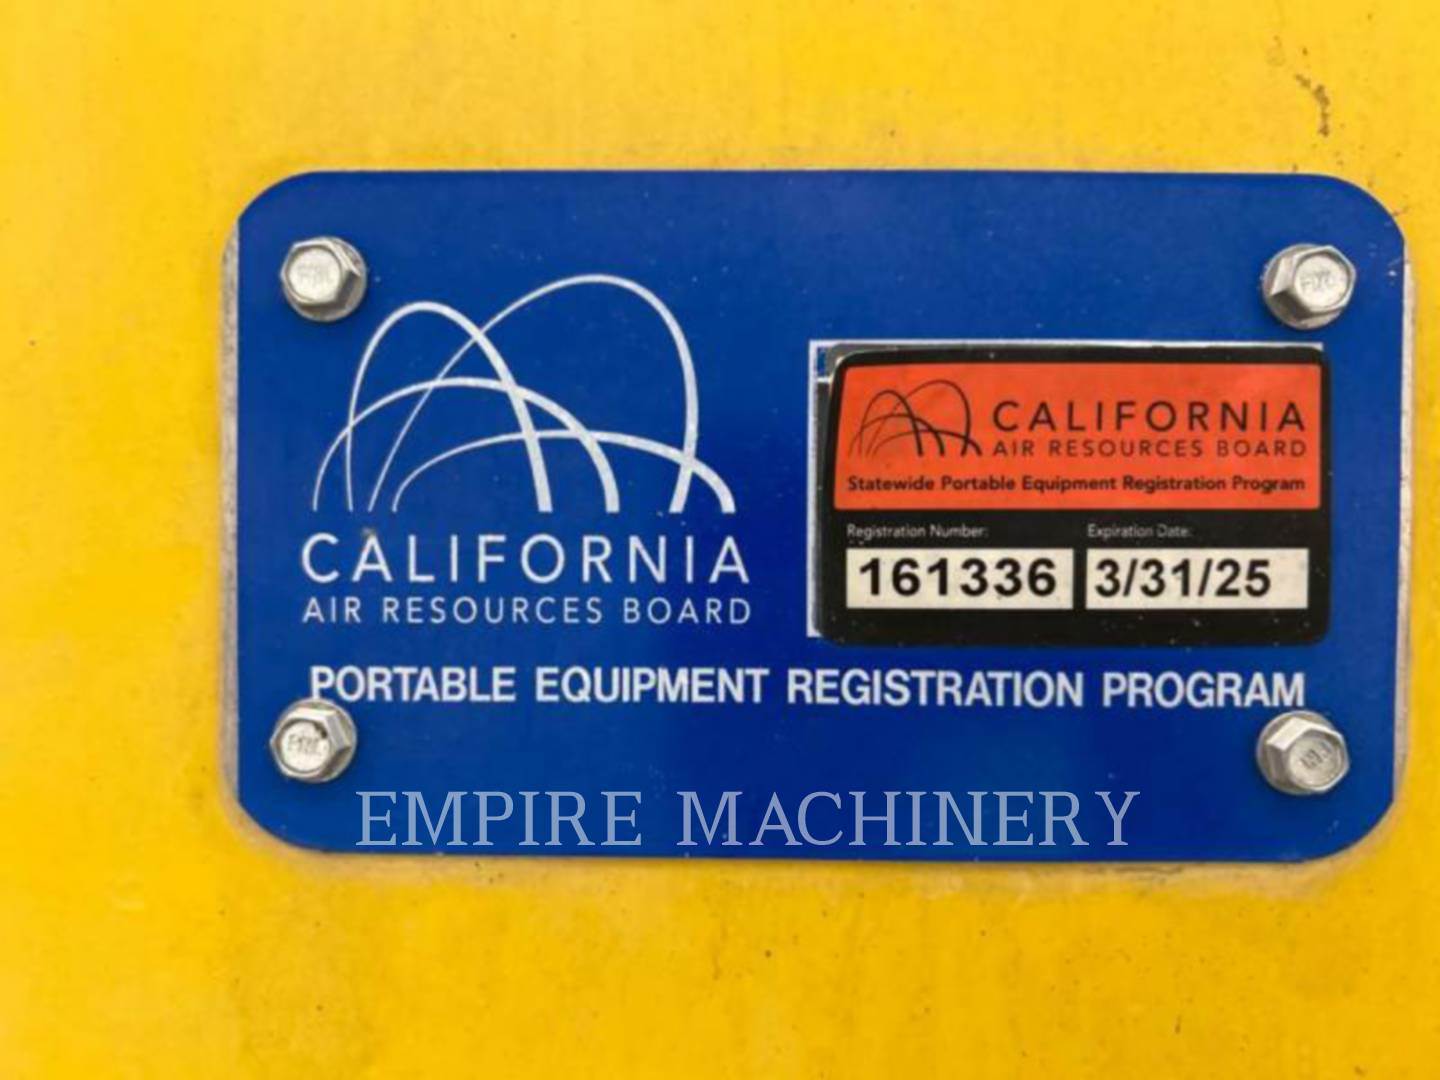 CALIFORNIA
AIR RESOURCES BOARD
CALIFORNIA
AIR RESOURCES BOARD
Statewide Portable Equipment Registration Program
Registration Number: Expiration Date:
161336 3/31/25
PORTABLE EQUIPMENT REGISTRATION PROGRAM
EMPIRE MACHINERY